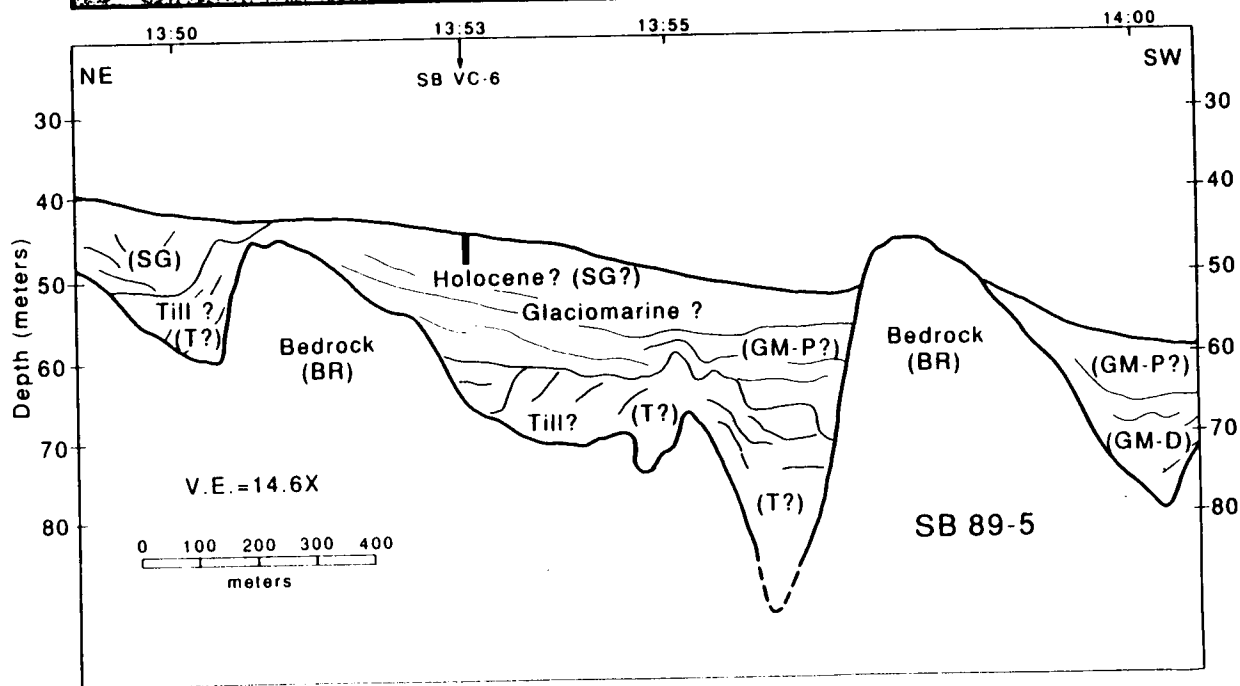 13:50
13:53
13:55
14:00
NE
SB VC-6
SW
30
30
40
40
Depth (meters)
(SG)
Holocene? (SG?)
50
50
Till ?
(T?)
Glaciomarine ?
Bedrock
(BR)
(GM-P?)
Bedrock
(BR)
60
60
(GM-P?)
Till?
(T?)
70
70
(GM-D)
V.E.=14.6X
(T?)
SB 89-5
80
80
0 100 200 300 400
meters